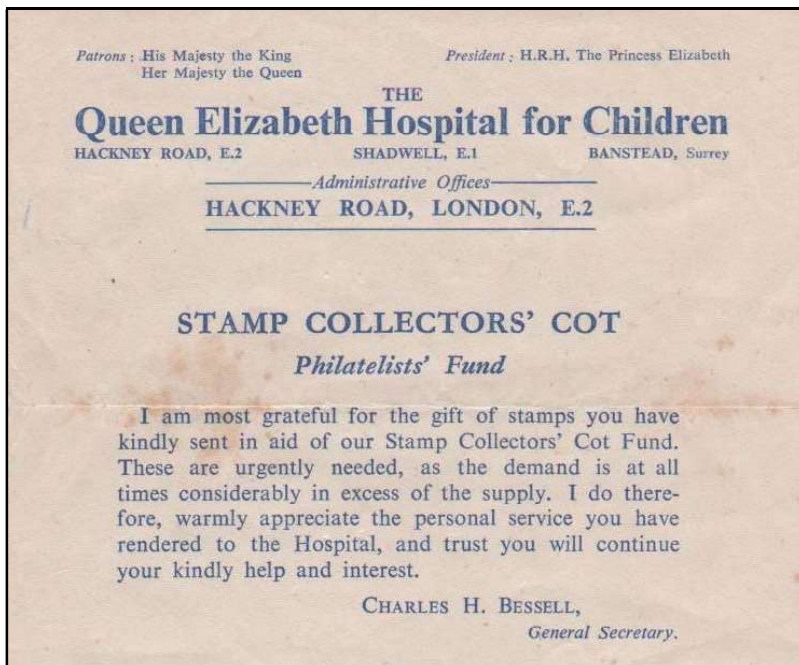 Patrons : His Majesty the King President : H.R.H. The Princess Elizabeth
Her Majesty the Queen
THE
Queen Elizabeth Hospital for Children
HACKNEY ROAD, E.2 SHADWELL, E.1 BANSTEAD, Surrey
Administrative Offices
HACKNEY ROAD, LONDON, E.2
STAMP COLLECTORS' COT
Philatelists' Fund
I am most grateful for the gift of stamps you have
kindly sent in aid of our Stamp Collectors' Cot Fund.
These are urgently needed, as the demand is at all
times considerably in excess of the supply. I do there-
fore, warmly appreciate the personal service you have
rendered to the Hospital, and trust you will continue
your kindly help and interest.
CHARLES H. BESSELL,
General Secretary.